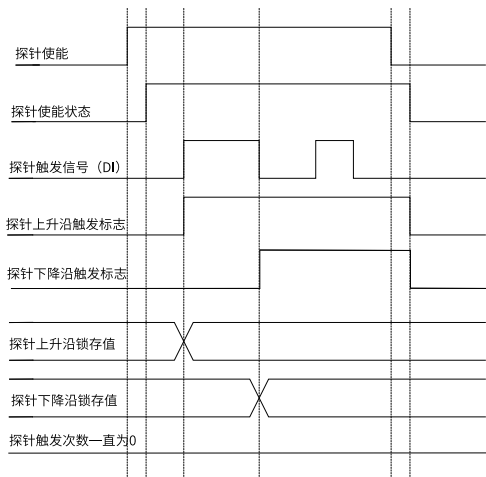 探针使能
探针使能状态
探针触发信号（DI）
探针上升沿触发标志
探针下降沿触发标志
探针上升沿锁存值
探针下降沿锁存值
探针触发次数一直为0